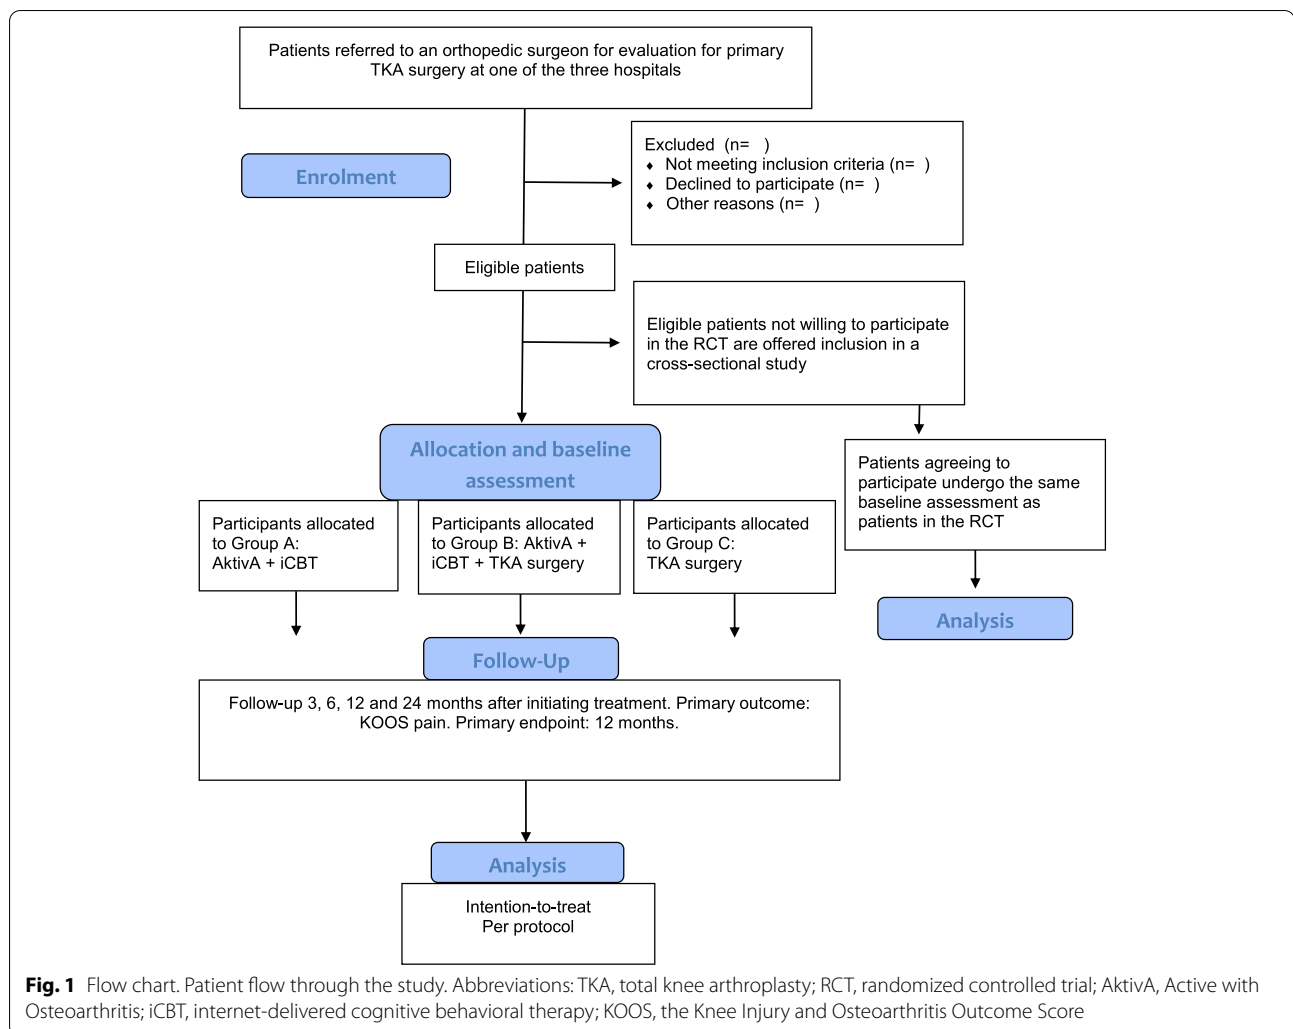 Patients referred to an orthopedic surgeon for evaluation for primary
TKA surgery at one of the three hospitals
Enrolment
Excluded (n= )
♦ Not meeting inclusion criteria (n= )
♦ Declined to participate (n= )
♦ Other reasons (n= )
Eligible patients
Eligible patients not willing to participate
in the RCT are offered inclusion in a
cross-sectional study
Allocation and baseline
assessment
Patients agreeing to
participate undergo the same
baseline assessment as
patients in the RCT
Participants allocated
to Group A:
AktivA + iCBT
Participants allocated
to Group B: AktivA +
iCBT + TKA surgery
Participants allocated
to Group C:
TKA surgery
Analysis
Follow-Up
Follow-up 3, 6, 12 and 24 months after initiating treatment. Primary outcome:
KOOS pain. Primary endpoint: 12 months.
Analysis
Intention-to-treat
Per protocol
Fig. 1 Flow chart. Patient flow through the study. Abbreviations: TKA, total knee arthroplasty; RCT, randomized controlled trial; AktivA, Active with
Osteoarthritis; iCBT, internet-delivered cognitive behavioral therapy; KOOS, the Knee Injury and Osteoarthritis Outcome Score